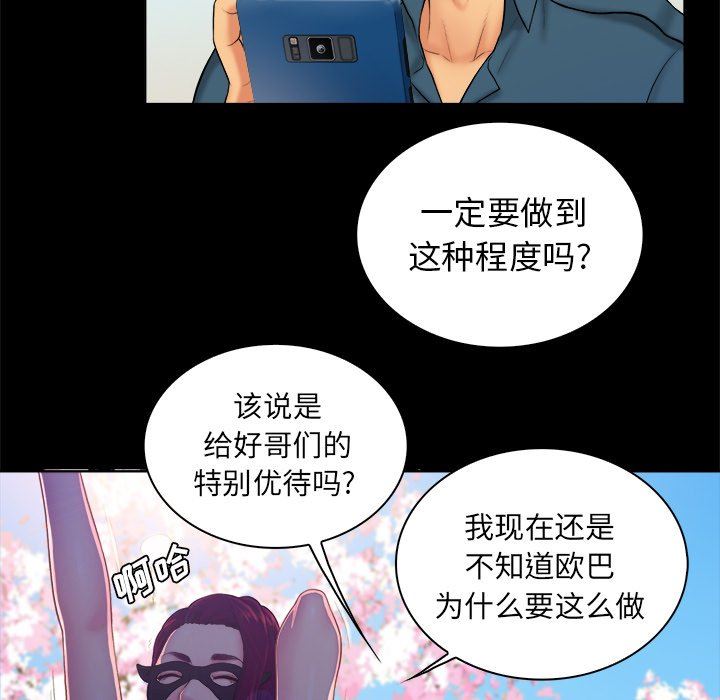 一定要做到
这种程度吗?
该说是
给好哥们的
特别优待吗?
我现在还是
不知道欧巴
为什么要这么做
啊哈